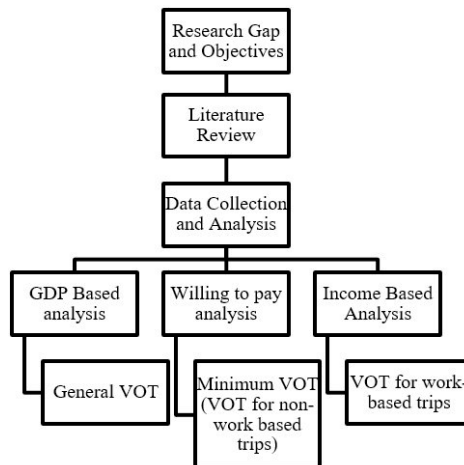 Research Gap
and Objectives
Literature
Review
Data Collection
and Analysis
GDP Based
analysis
Willing to pay
analysis
Income Based
Analysis
General VOT
Minimum VOT
(VOT for non-
work based
trips)
VOT for work-
based trips